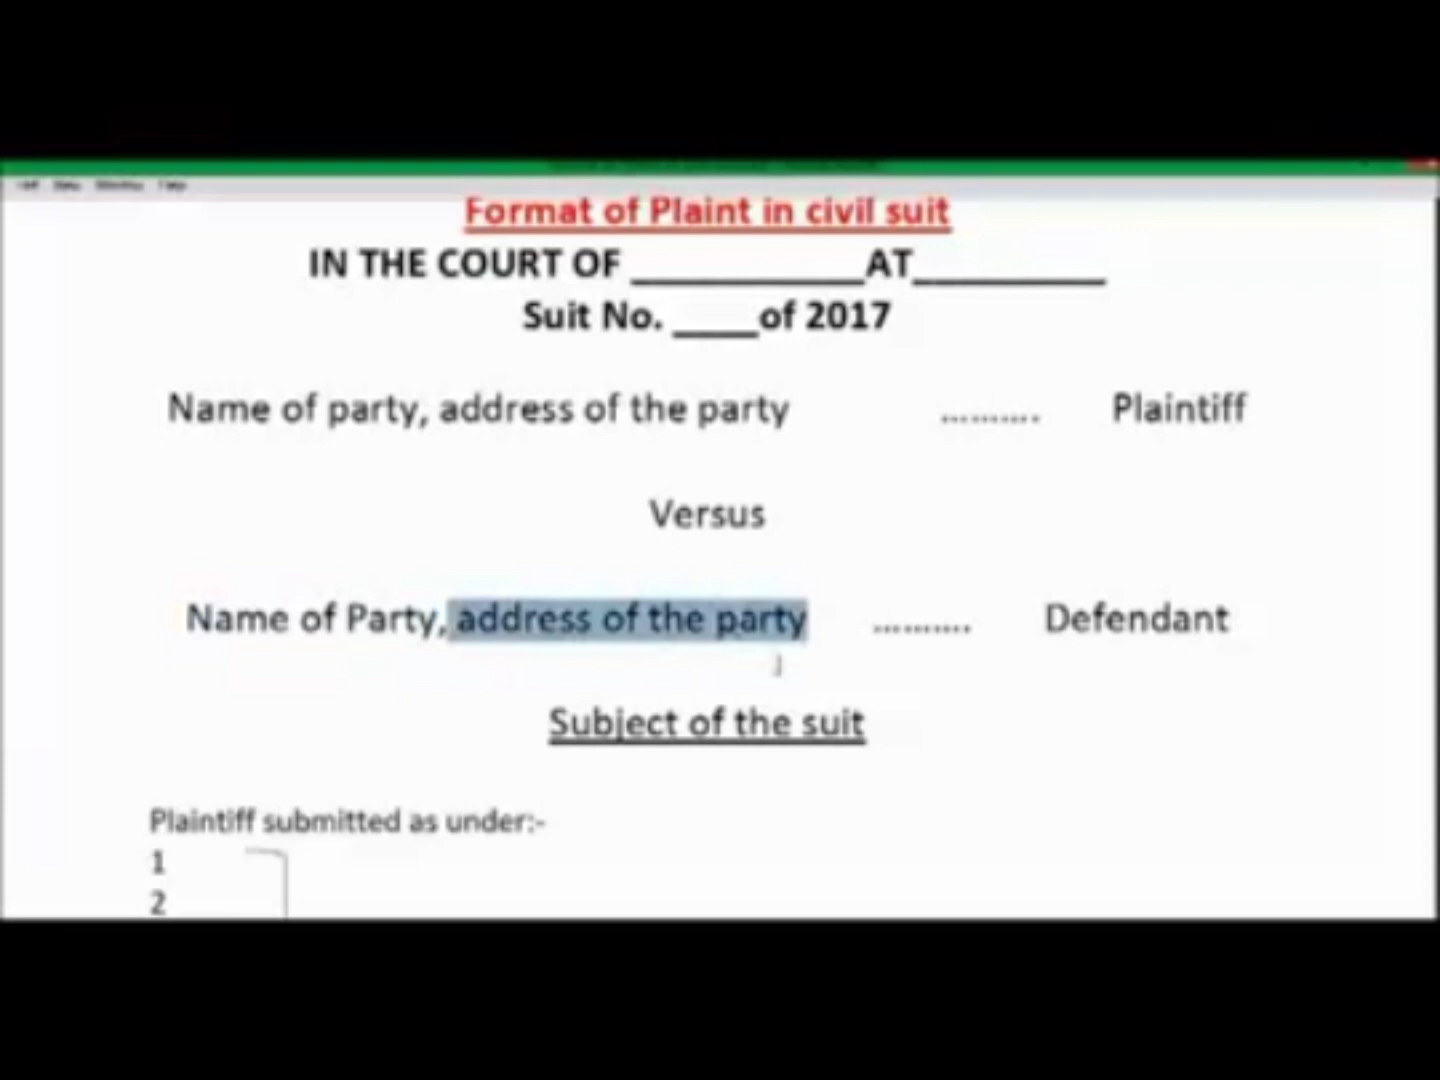 Format of Plaint in civil suit
IN THE COURT OF ___________AT_________
Suit No. ____of 2017
Name of party, address of the party .......... Plaintiff
Versus
Name of Party, address of the party .......... Defendant
Subject of the suit
Plaintiff submitted as under:-
1
2